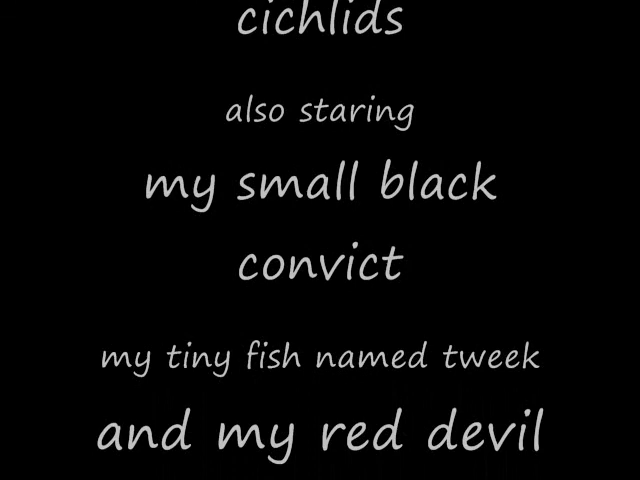 cichlids
also staring
my small black
convict
my tiny fish named tweek
and my red devil